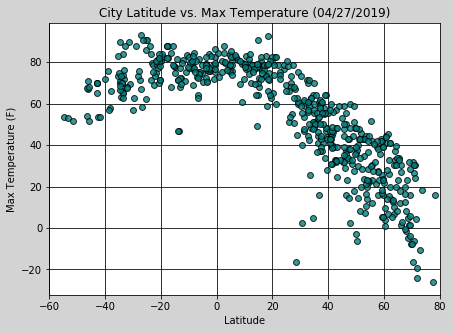 City Latitude vs. Max Temperature (04/27/2019)
80
60
40
20
0
−20
Max Temperature (F)
−60 −40 −20 0 20 40 60 80
Latitude